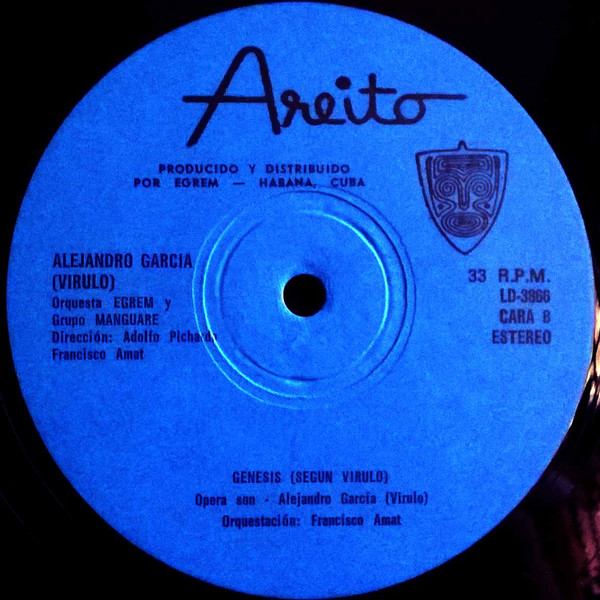 Areito
PRODUCIDO Y DISTRIBUIDO
POR EGREM — HABANA, CUBA
ALEJANDRO GARCIA
(VIRULO)
Orquesta EGREM y
Grupo MANGUARE
Dirección: Adolfo Pichardo
Francisco Amat
33 R.P.M.
LD-3866
CARA B
ESTEREO
GENESIS (SEGUN VIRULO)
Opera son - Alejandro García (Virulo)
Orquestación: Francisco Amat